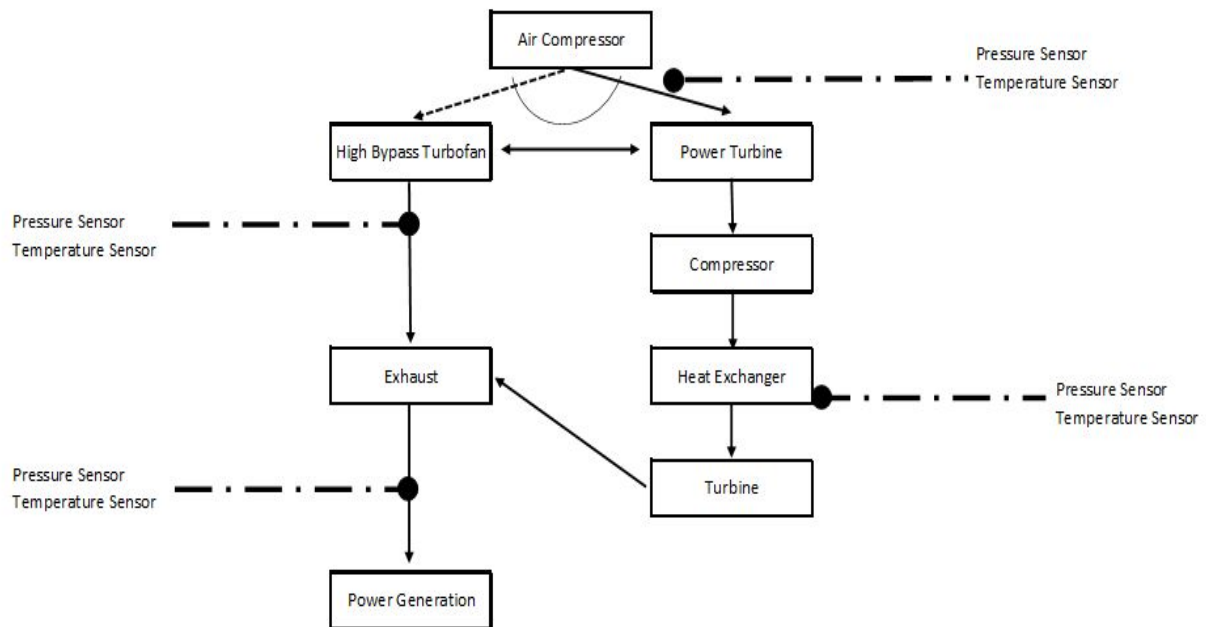 Air Compressor
Pressure Sensor
Temperature Sensor
High Bypass Turbofan
Power Turbine
Pressure Sensor
Temperature Sensor
Compressor
Exhaust
Heat Exchanger
Pressure Sensor
Temperature Sensor
Pressure Sensor
Temperature Sensor
Turbine
Power Generation